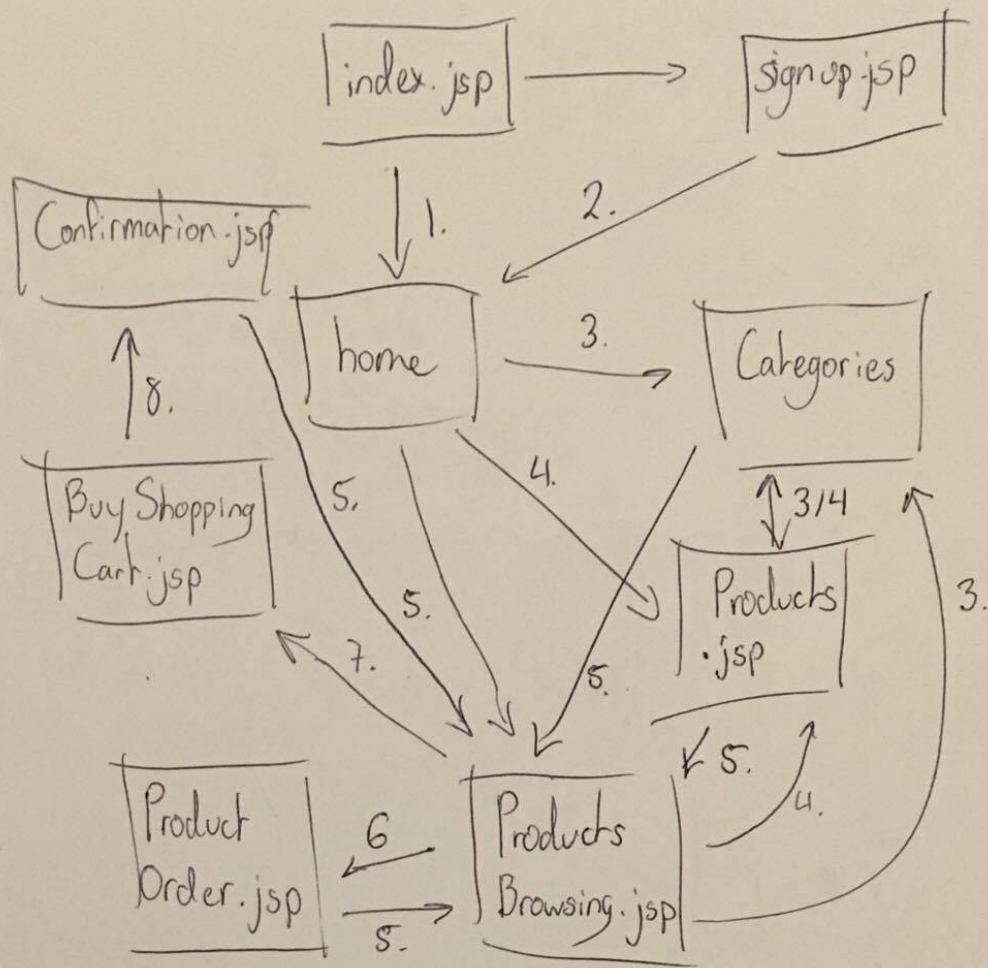 index.jsp
signup.jsp
1.
2.
Confirmation.jsp
home
3.
Categories
8.
5.
4.
3/4
Buy Shopping
Cart.jsp
Products
.jsp
3.
5.
5.
7.
5.
4.
Product
Order.jsp
6
5.
Products
Browsing.jsp